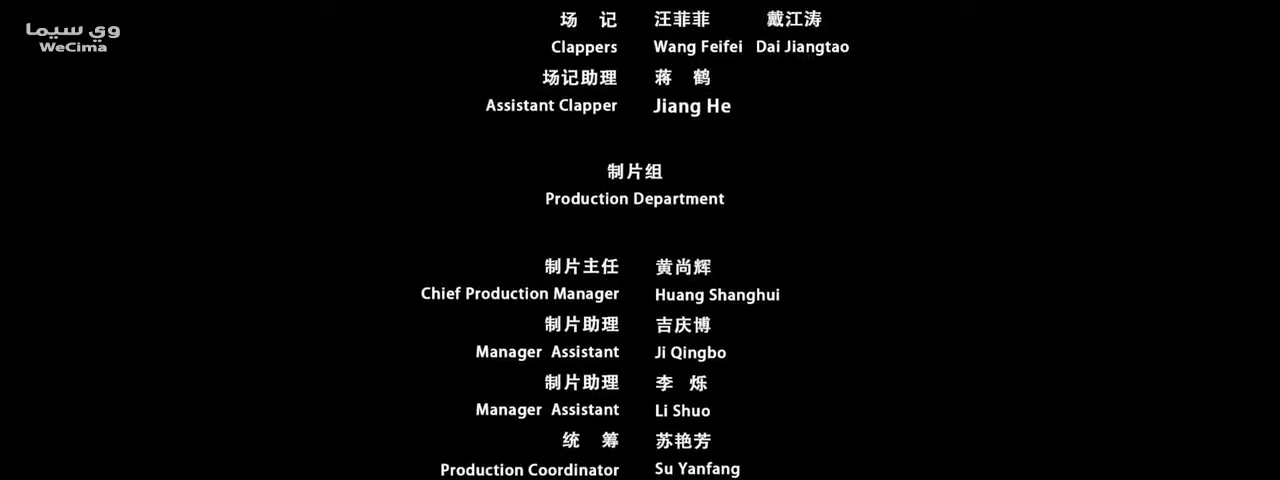 وي سيما
WeCima
场 记 汪菲菲 戴江涛
Clappers Wang Feifei Dai Jiangtao
场记助理 蒋 鹤
Assistant Clapper Jiang He
制片组
Production Department
制片主任 黄尚辉
Chief Production Manager Huang Shanghui
制片助理 吉庆博
Manager Assistant Ji Qingbo
制片助理 李 烁
Manager Assistant Li Shuo
统 筹 苏艳芳
Production Coordinator Su Yanfang